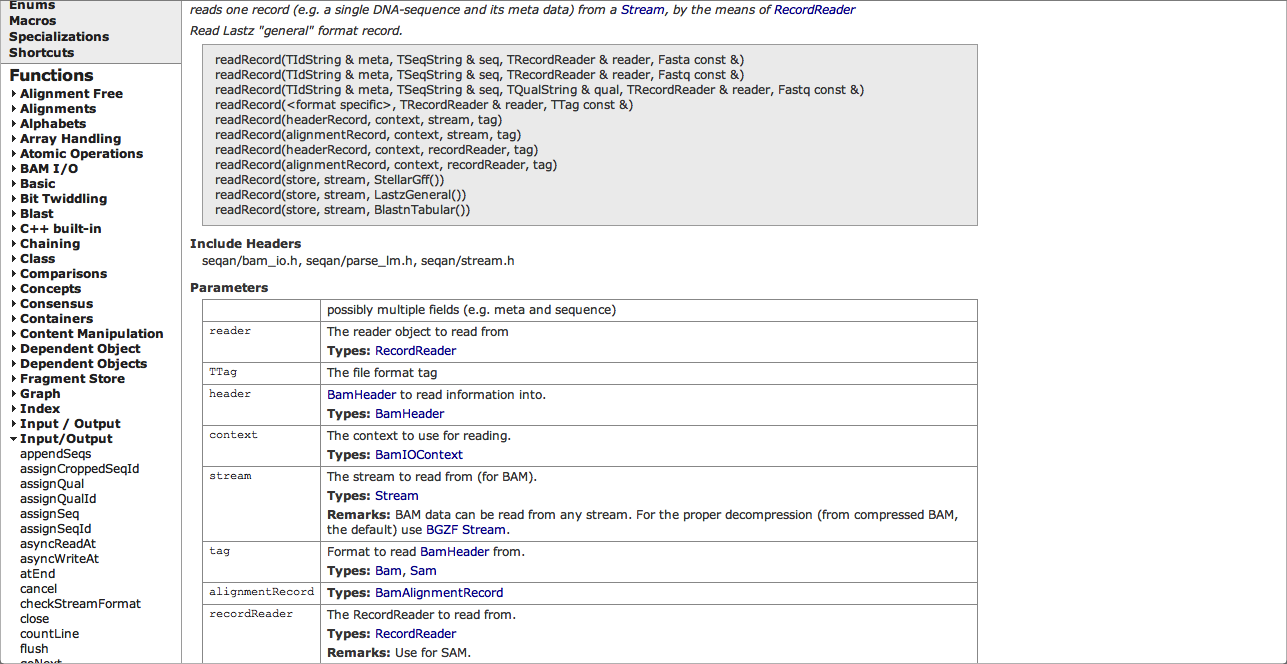 Enums
Macros
Specializations
Shortcuts
Functions
Alignment Free
Alignments
Alphabets
Array Handling
Atomic Operations
BAM I/O
Basic
Bit Twiddling
Blast
C++ built-in
Chaining
Class
Comparisons
Concepts
Consensus
Containers
Content Manipulation
Dependent Object
Dependent Objects
Fragment Store
Graph
Index
Input / Output
Input/Output
appendSeqs
assignCroppedSeqId
assignQual
assignQualId
assignSeq
assignSeqId
asyncReadAt
asyncWriteAt
atEnd
cancel
checkStreamFormat
close
countLine
flush
goNext
reads one record (e.g. a single DNA-sequence and its meta data) from a Stream, by the means of RecordReader
Read Lastz "general" format record.
readRecord(TIdString & meta, TSeqString & seq, TRecordReader & reader, Fasta const &)
readRecord(TIdString & meta, TSeqString & seq, TRecordReader & reader, Fastq const &)
readRecord(TIdString & meta, TSeqString & seq, TQualString & qual, TRecordReader & reader, Fastq const &)
readRecord(<format specific>, TRecordReader & reader, TTag const &)
readRecord(headerRecord, context, stream, tag)
readRecord(alignmentRecord, context, stream, tag)
readRecord(headerRecord, context, recordReader, tag)
readRecord(alignmentRecord, context, recordReader, tag)
readRecord(store, stream, StellarGff())
readRecord(store, stream, LastzGeneral())
readRecord(store, stream, BlastnTabular())
Include Headers
seqan/bam_io.h, seqan/parse_lm.h, seqan/stream.h
Parameters
possibly multiple fields (e.g. meta and sequence)
reader The reader object to read from
Types: RecordReader
TTag The file format tag
header BamHeader to read information into.
Types: BamHeader
context The context to use for reading.
Types: BamIOContext
stream The stream to read from (for BAM).
Types: Stream
Remarks: BAM data can be read from any stream. For the proper decompression (from compressed BAM,
the default) use BGZF Stream.
tag Format to read BamHeader from.
Types: Bam, Sam
alignmentRecord Types: BamAlignmentRecord
recordReader The RecordReader to read from.
Types: RecordReader
Remarks: Use for SAM.